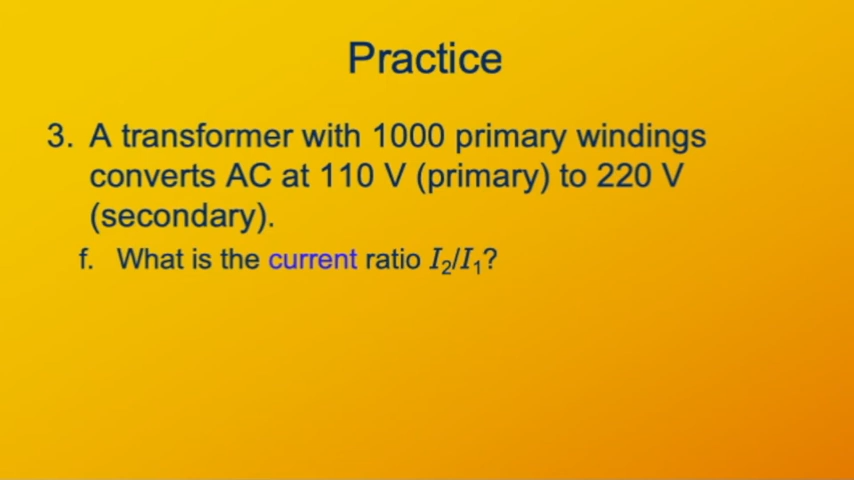 Practice
3. A transformer with 1000 primary windings
converts AC at 110 V (primary) to 220 V
(secondary).
f. What is the current ratio I₂/I₁?